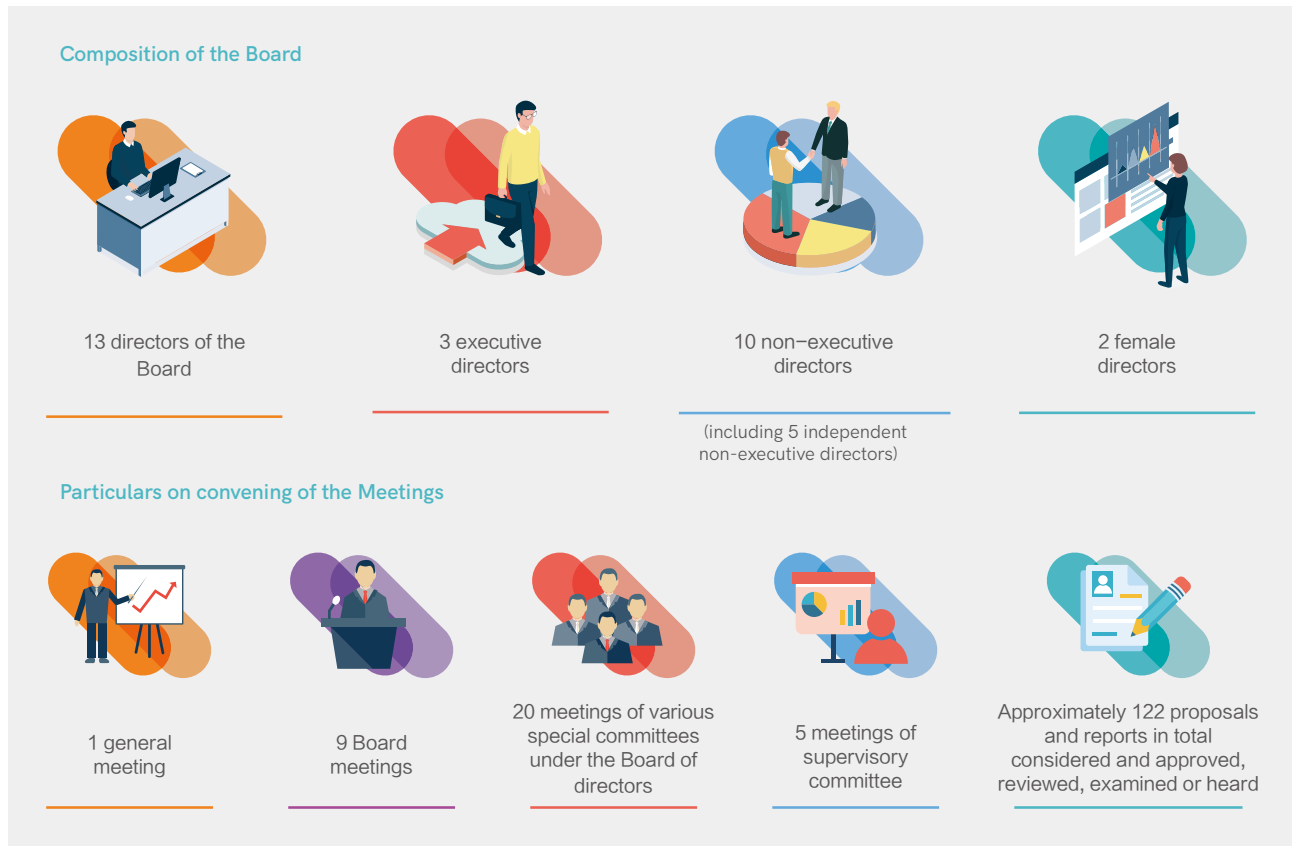 Composition of the Board
13 directors of the
Board
3 executive
directors
10 non−executive
directors
(including 5 independent
non-executive directors)
2 female
directors
Particulars on convening of the Meetings
1 general
meeting
9 Board
meetings
20 meetings of various
special committees
under the Board of
directors
5 meetings of
supervisory
committee
Approximately 122 proposals
and reports in total
considered and approved,
reviewed, examined or heard